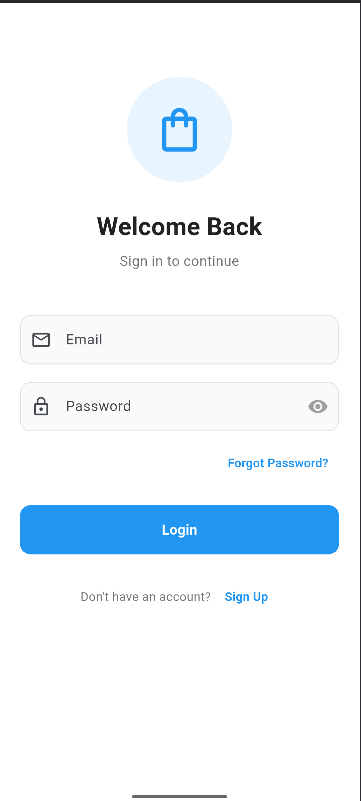 Welcome Back
Sign in to continue
Email
Password
Forgot Password?
Login
Don't have an account? Sign Up